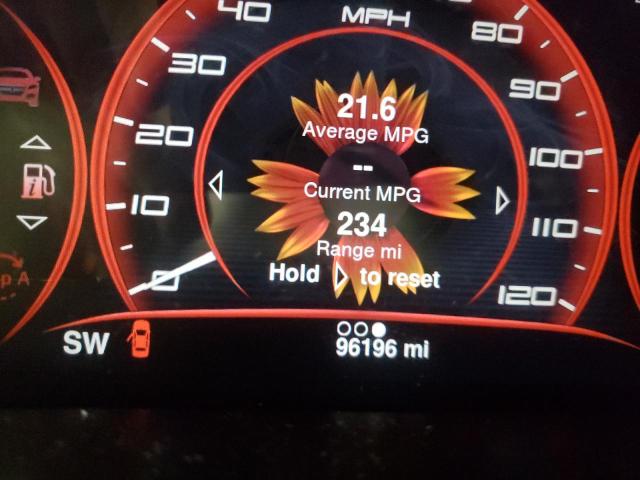 40
MPH
80
30
90
21.6
Average MPG
20
100
--
Current MPG
10
110
234
Range mi
0
Hold to reset
120
p A
SW
96196 mi